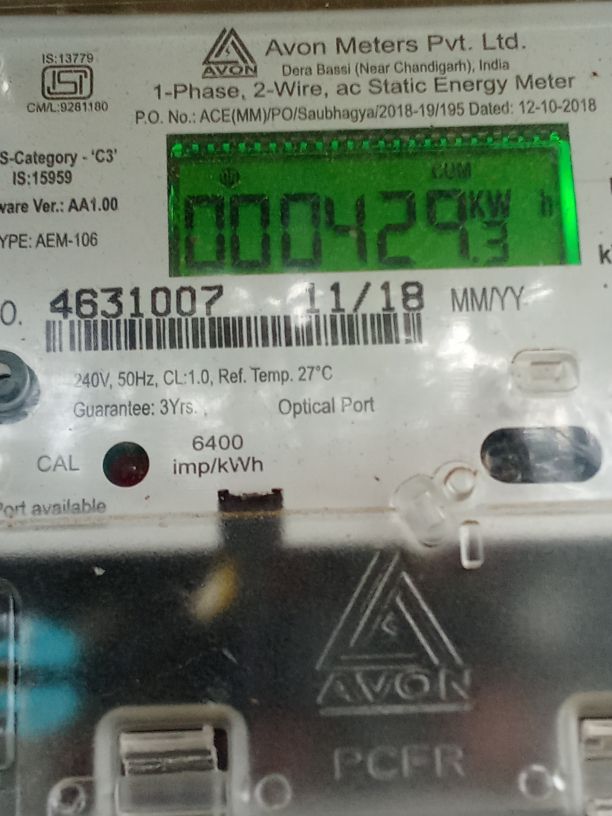 IS:13779
ISI
CM/L:9281180
AVON
Avon Meters Pvt. Ltd.
Dera Bassi (Near Chandigarh), India
1-Phase, 2-Wire, ac Static Energy Meter
P.O. No.: ACE(MM)/PO/Saubhagya/2018-19/195 Dated: 12-10-2018
S-Category - 'C3'
IS:15959
ware Ver.: AA1.00
YPE: AEM-106
CUM
000429.3 KW h
O. 4631007 11/18 MM/YY
240V, 50Hz, CL:1.0, Ref. Temp. 27°C
Guarantee: 3Yrs. Optical Port
CAL
6400
imp/kWh
Port available
AVON
PCFR